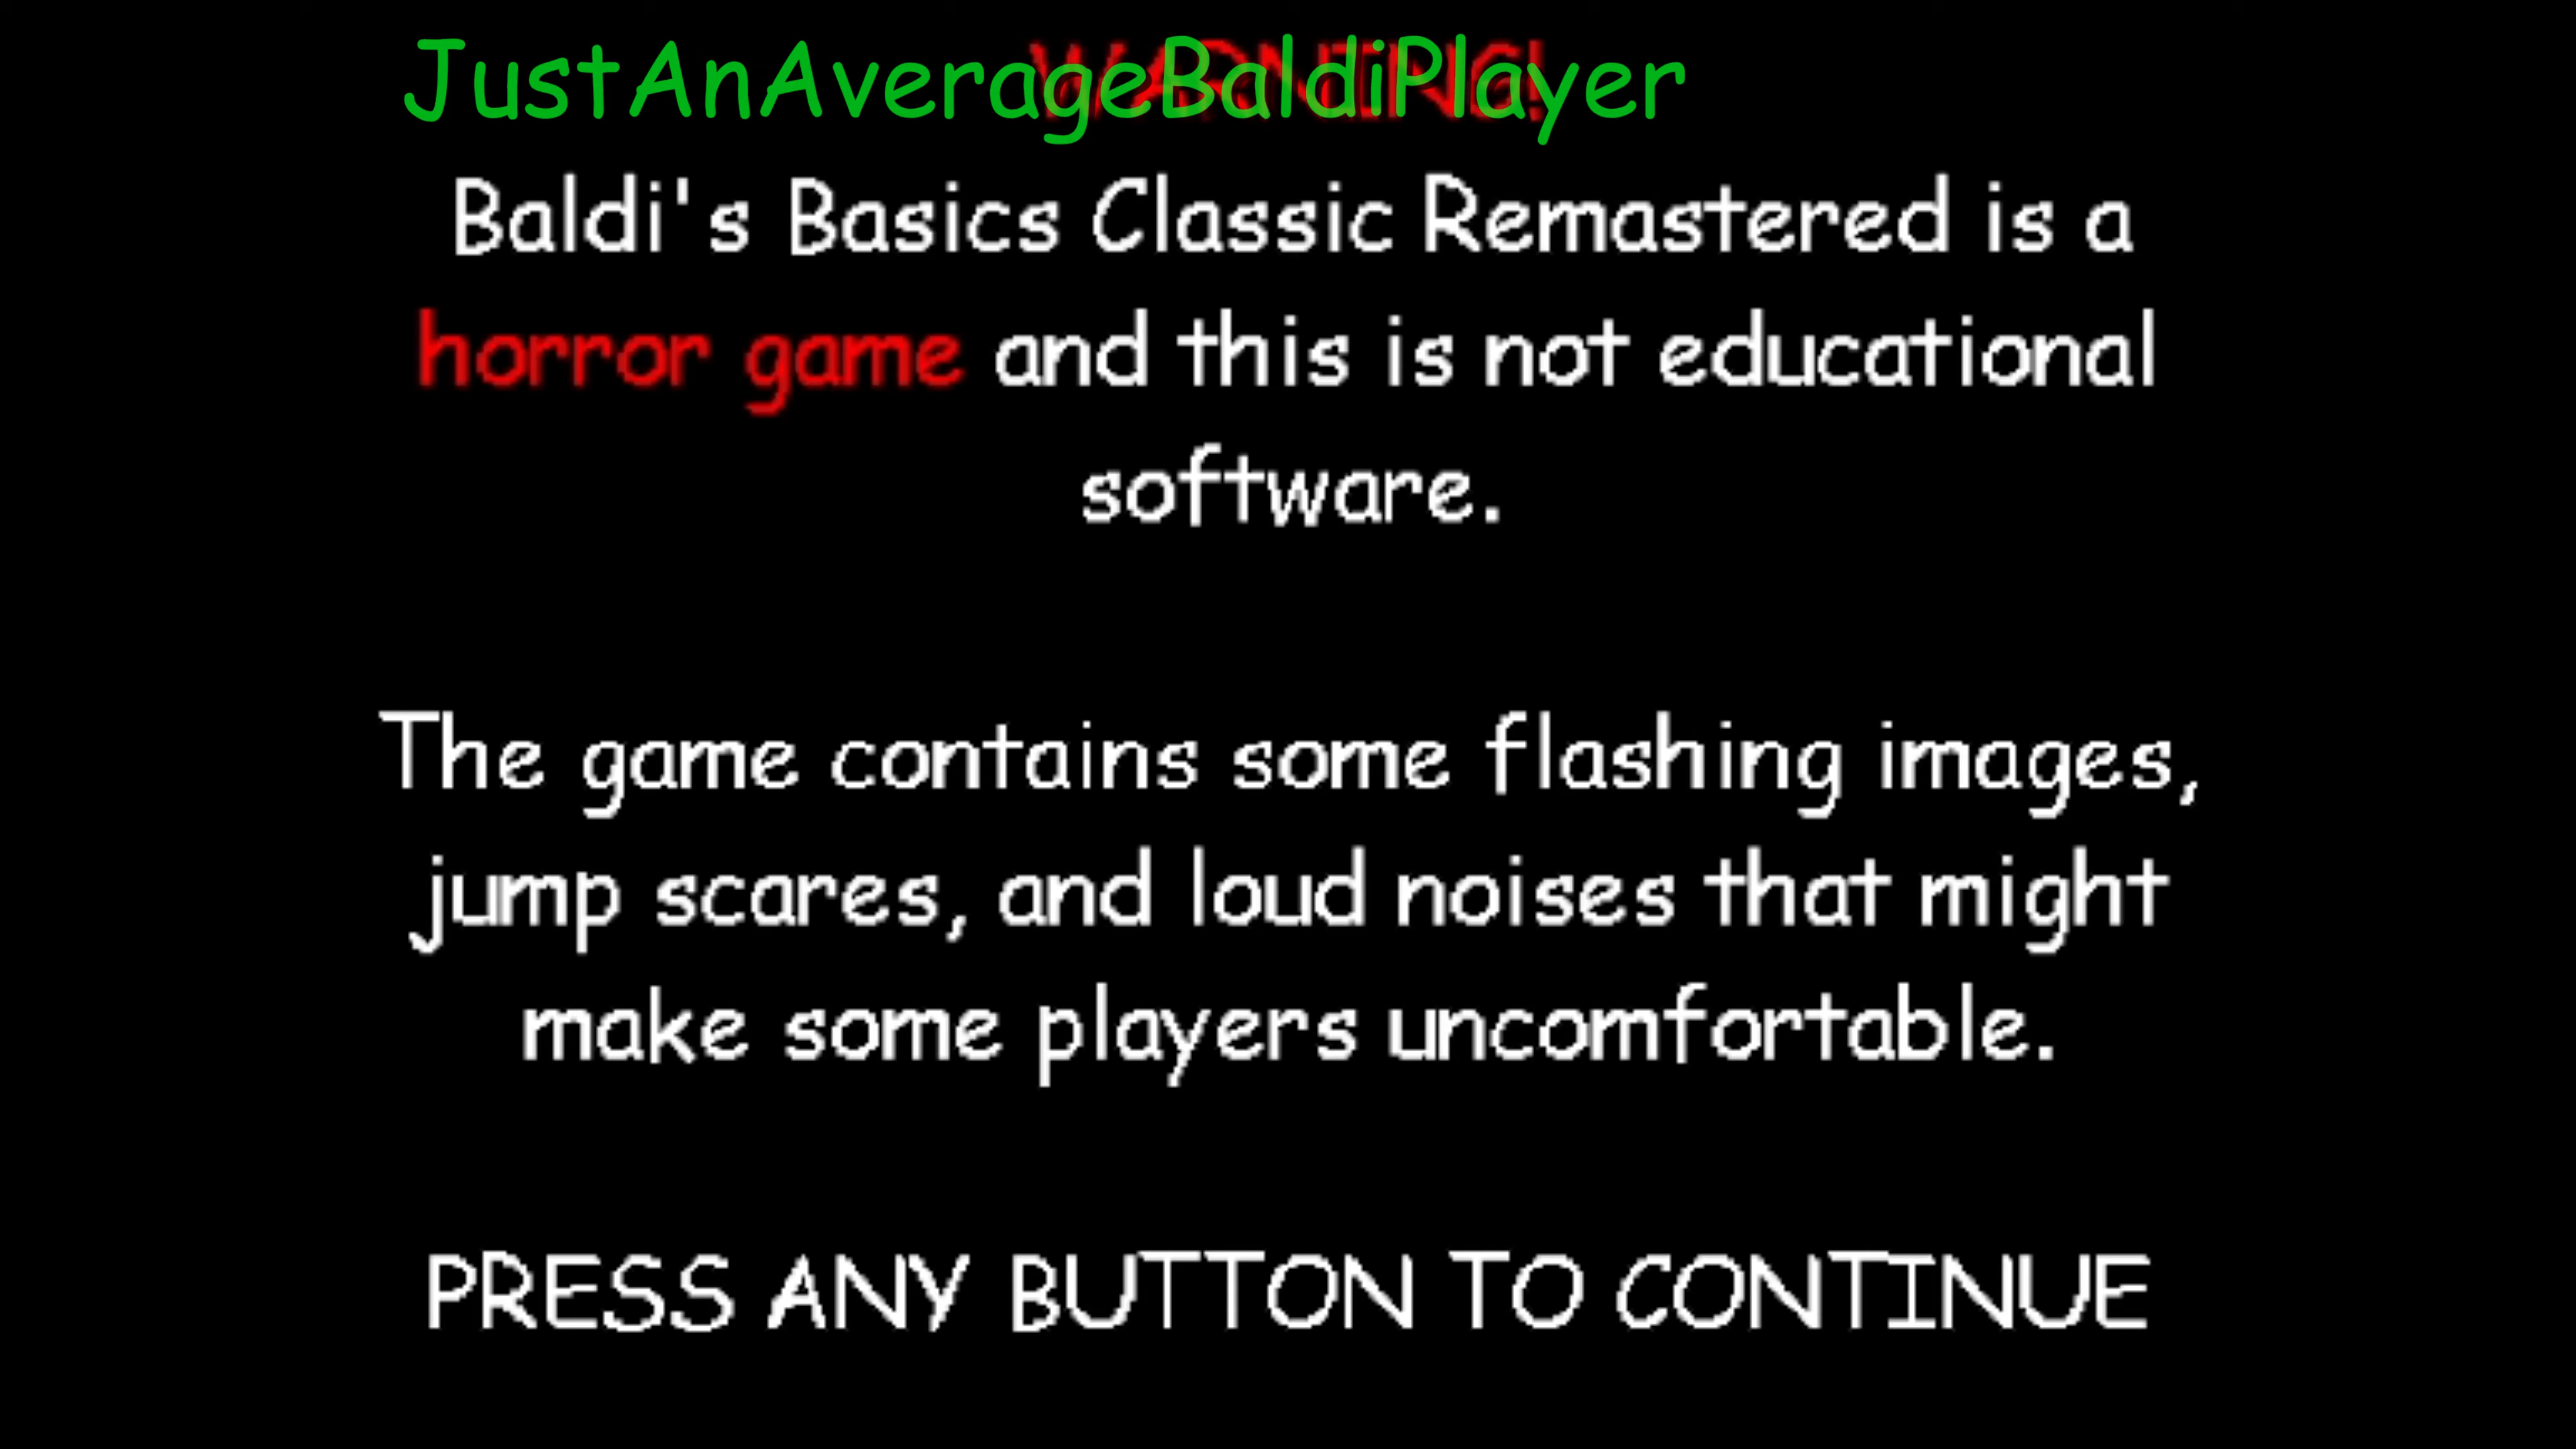 JustAnAverageBaldiPlayer
WARNING!
Baldi's Basics Classic Remastered is a
horror game and this is not educational
software.
The game contains some flashing images,
jump scares, and loud noises that might
make some players uncomfortable.
PRESS ANY BUTTON TO CONTINUE